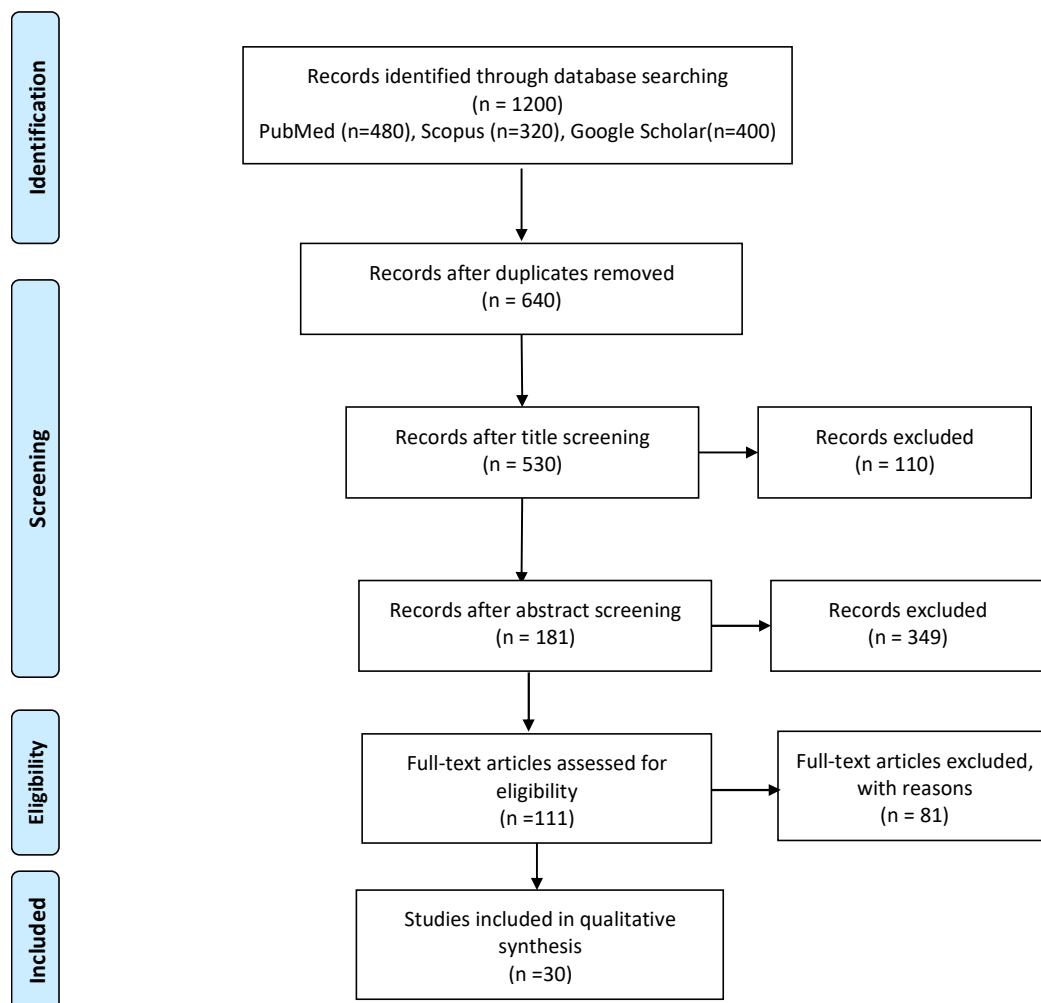 Identification
Records identified through database searching
(n = 1200)
PubMed (n=480), Scopus (n=320), Google Scholar(n=400)
Records after duplicates removed
(n = 640)
Screening
Records after title screening
(n = 530)
Records excluded
(n = 110)
Records after abstract screening
(n = 181)
Records excluded
(n = 349)
Eligibility
Full-text articles assessed for
eligibility
(n =111)
Full-text articles excluded,
with reasons
(n = 81)
Included
Studies included in qualitative
synthesis
(n =30)